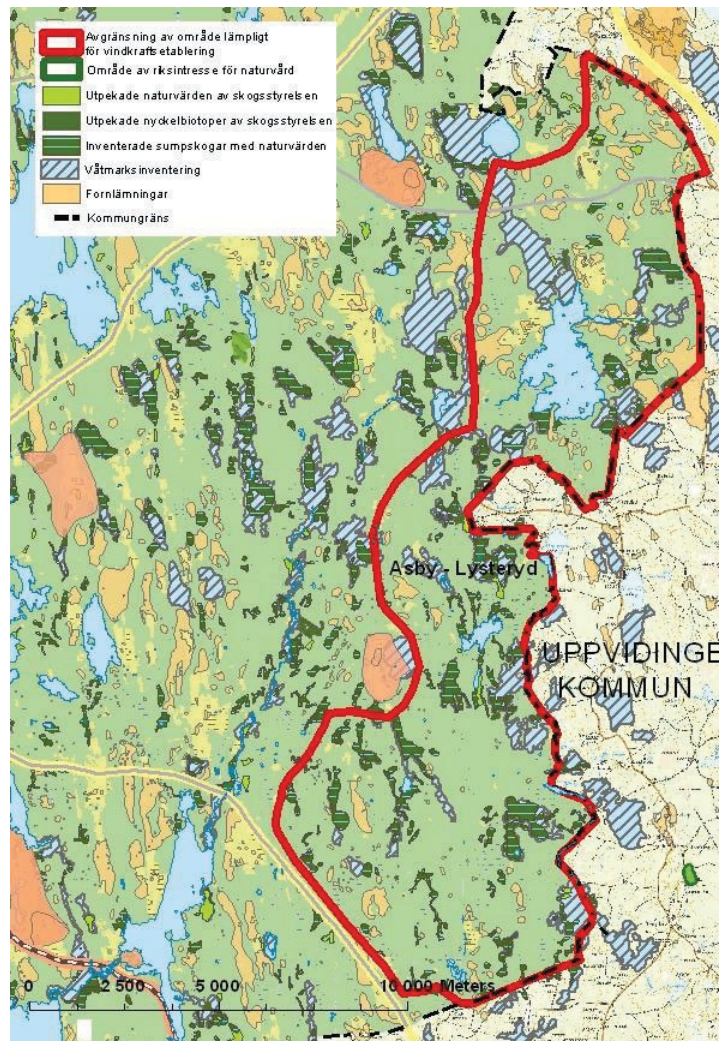 Avgränsning av område lämpligt
för vindkraftsetablering
Område av riksintresse för naturvård
Utpekade naturvärden av skogsstyrelsen
Utpekade nyckelbiotoper av skogsstyrelsen
Inventerade sumpskogar med naturvärden
Våtmarksinventering
Fornlämningar
Kommungräns
Asby - Lysteryd
UPPVIDINGE
KOMMUN
0 2 500 5 000 10 000 Meters